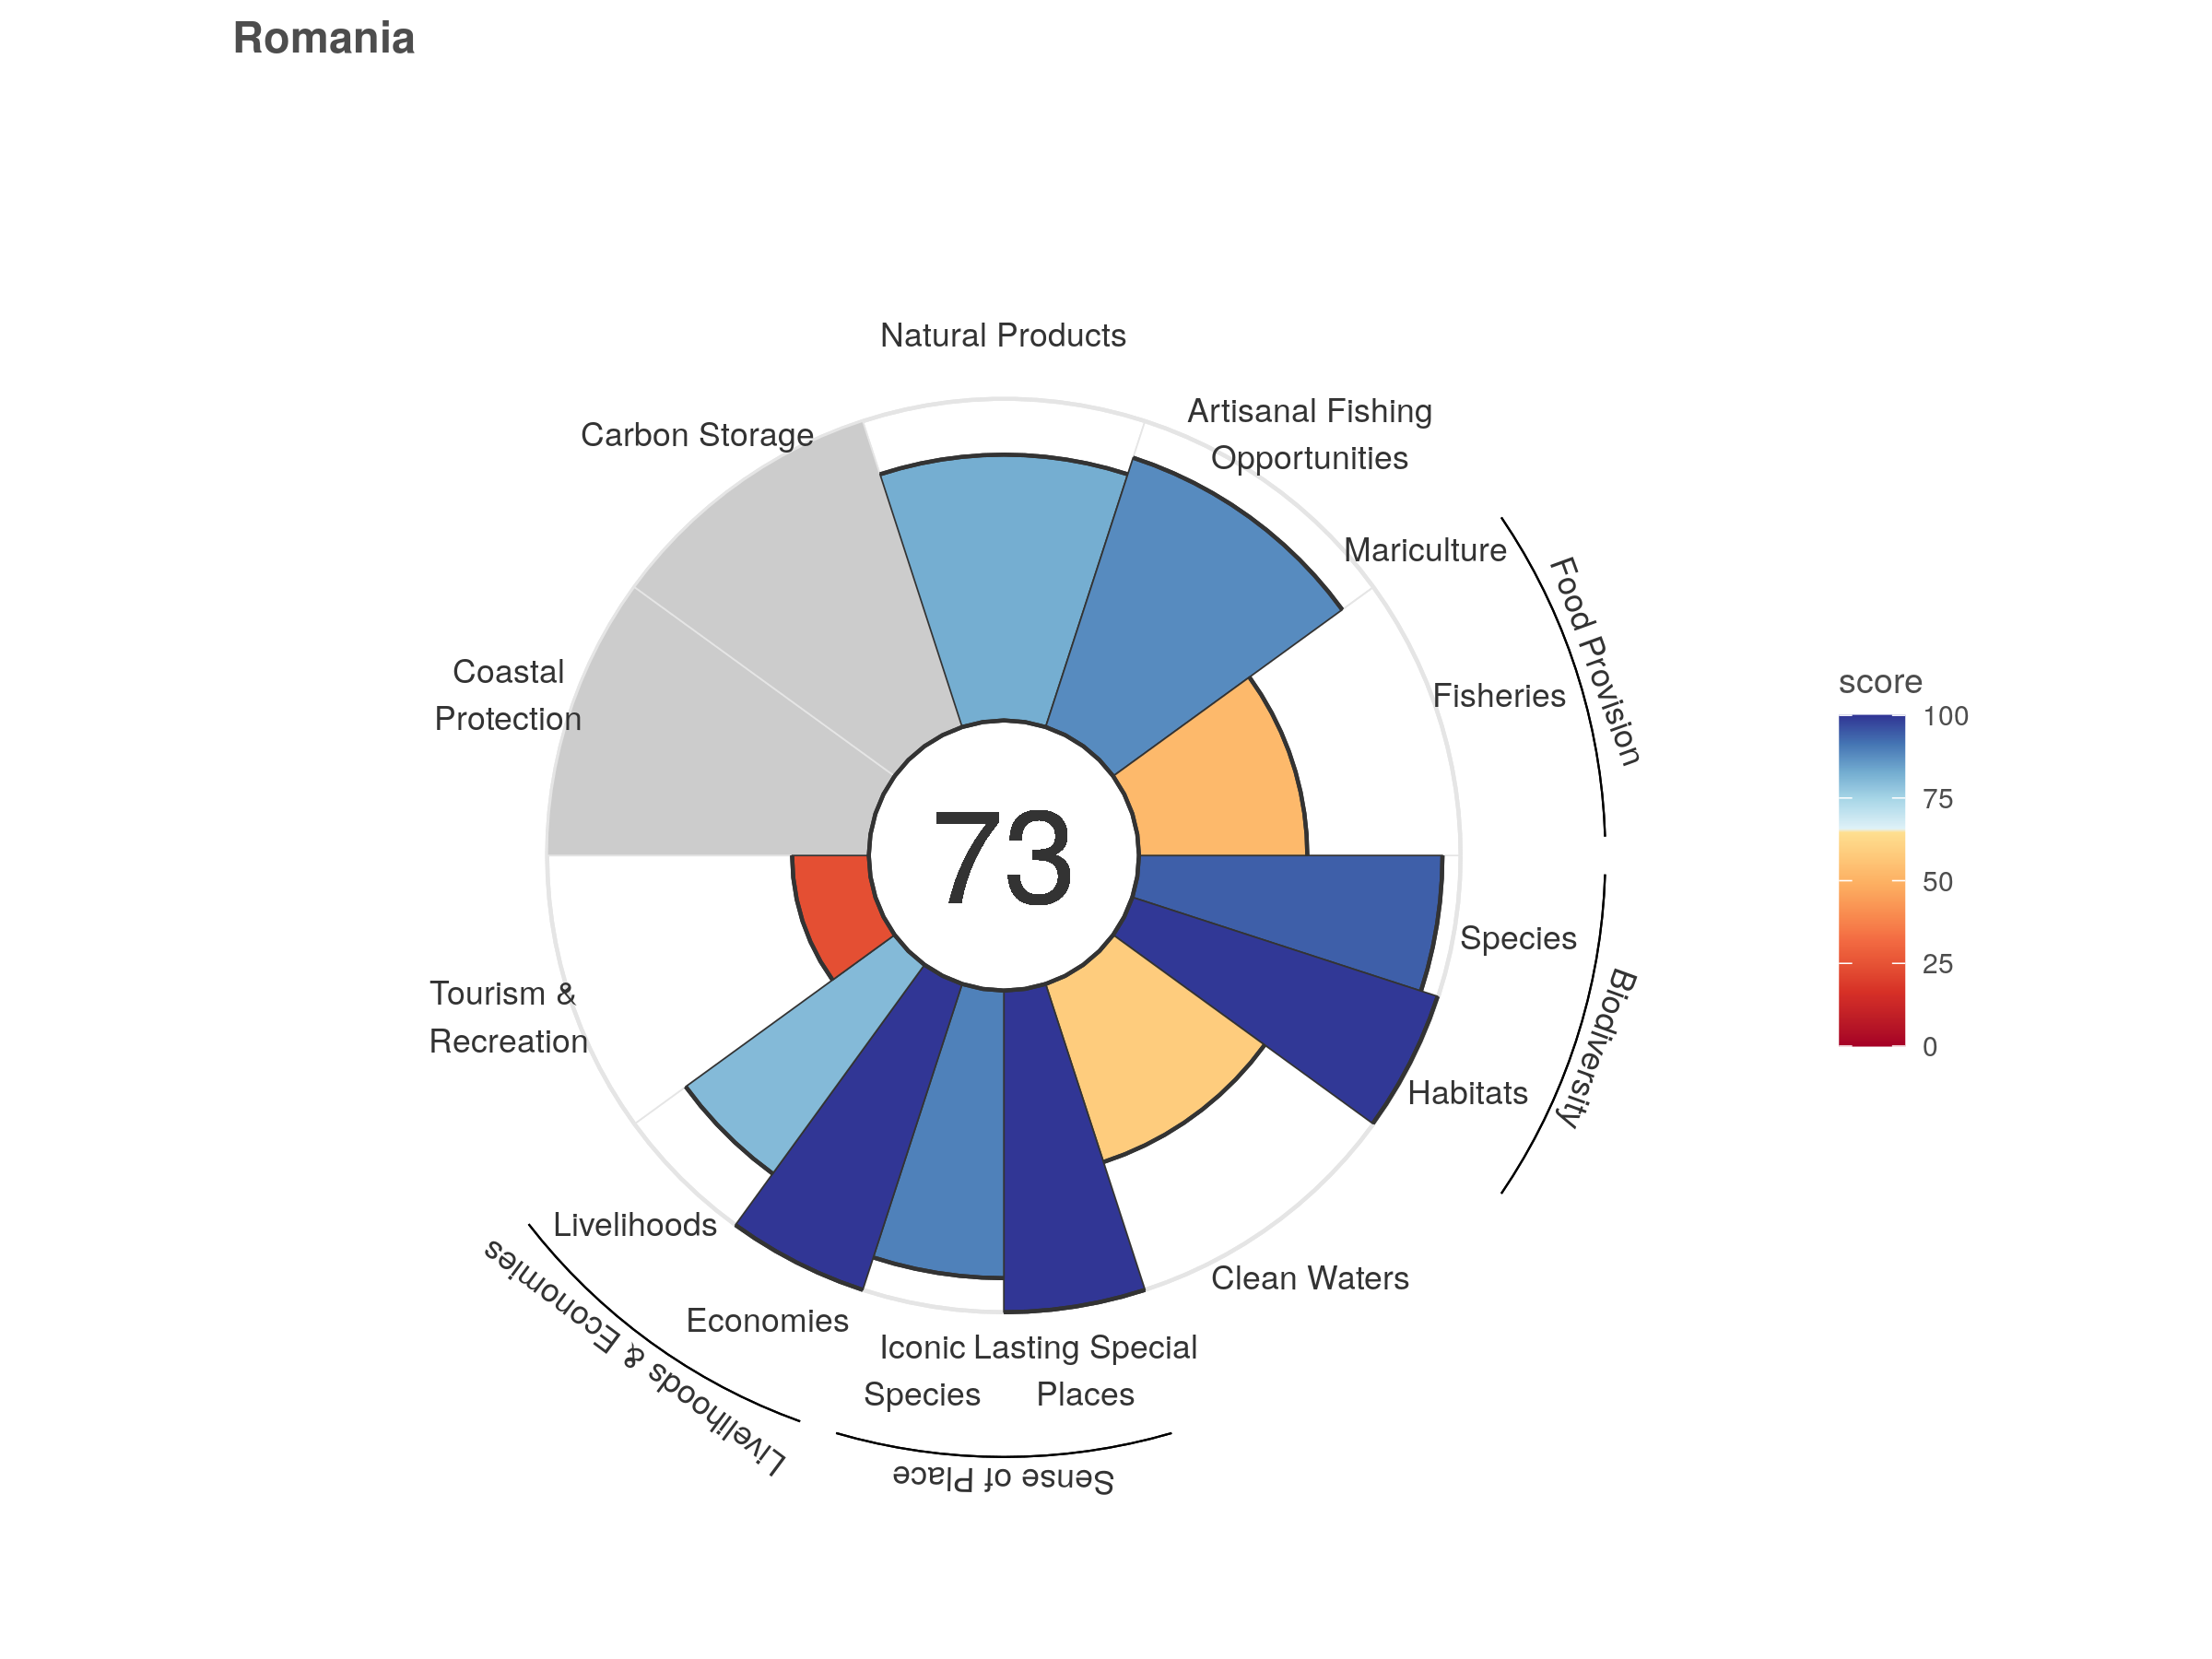 Romania
Natural Products
Artisanal Fishing
Opportunities
Carbon Storage
Mariculture
Food Provision
Fisheries
Coastal
Protection
score
100
75
50
25
0
73
Species
Biodiversity
Habitats
Tourism &
Recreation
Livelihoods
Economies
Livelihoods & Economies
Clean Waters
Iconic
Species
Lasting Special
Places
Sense of Place